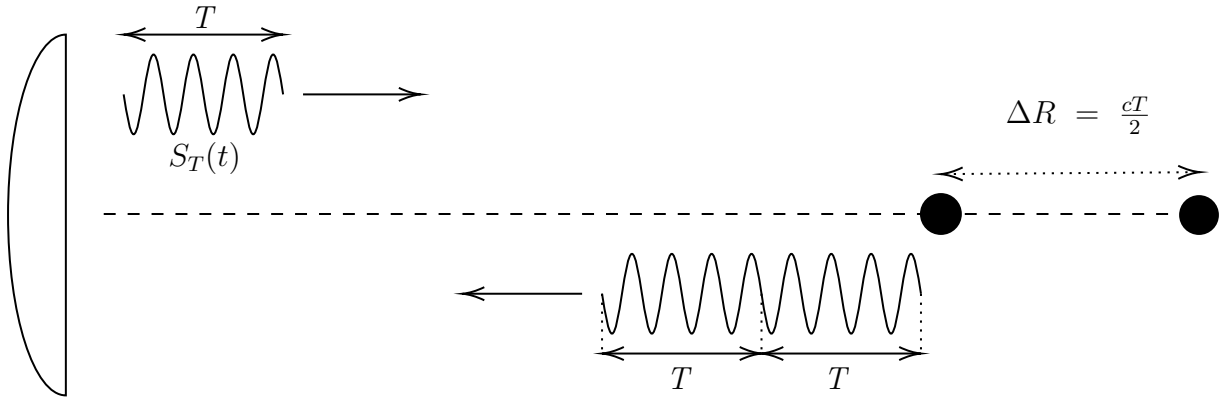 T
S_T(t)
ΔR = cT/2
T T